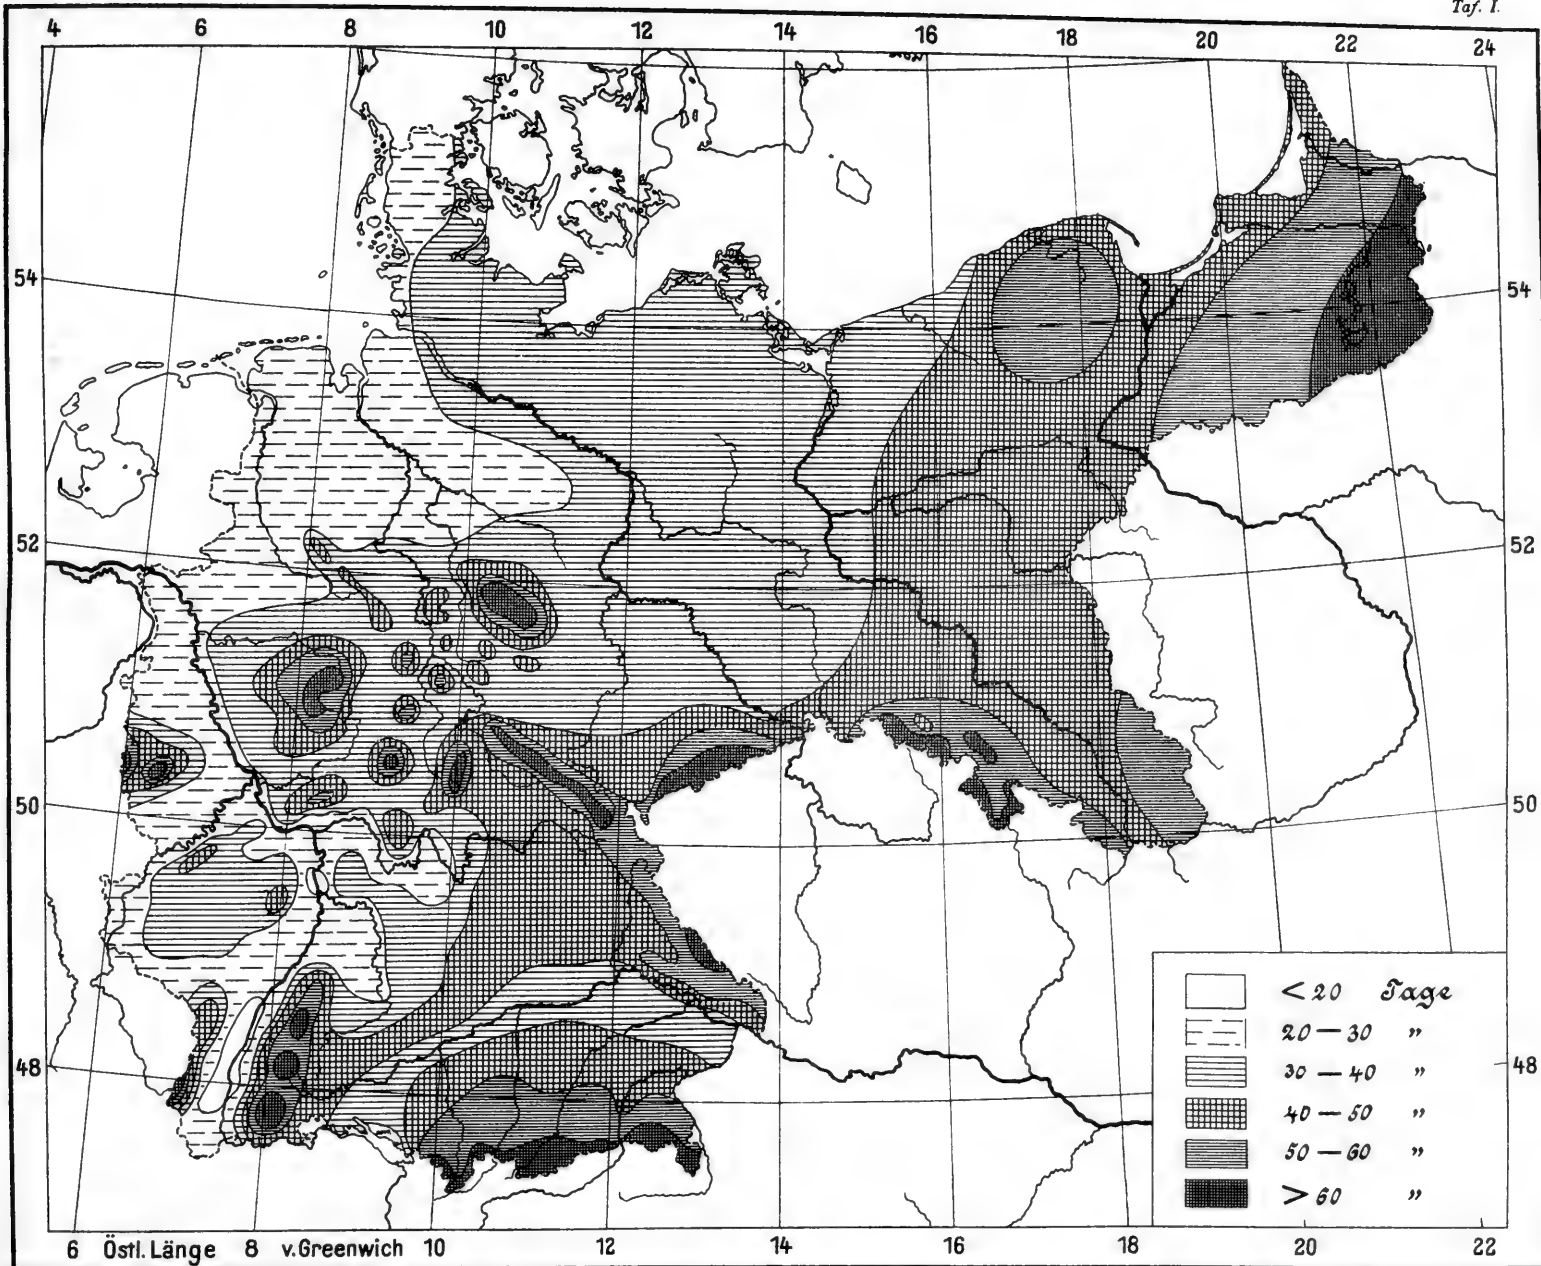 Taf. I.
4 6 8 10 12 14 16 18 20 22 24
54 54
52 52
50 50
48 48
< 20 Tage
20 — 30 "
30 — 40 "
40 — 50 "
50 — 60 "
> 60 "
6 Östl. Länge 8 v. Greenwich 10 12 14 16 18 20 22